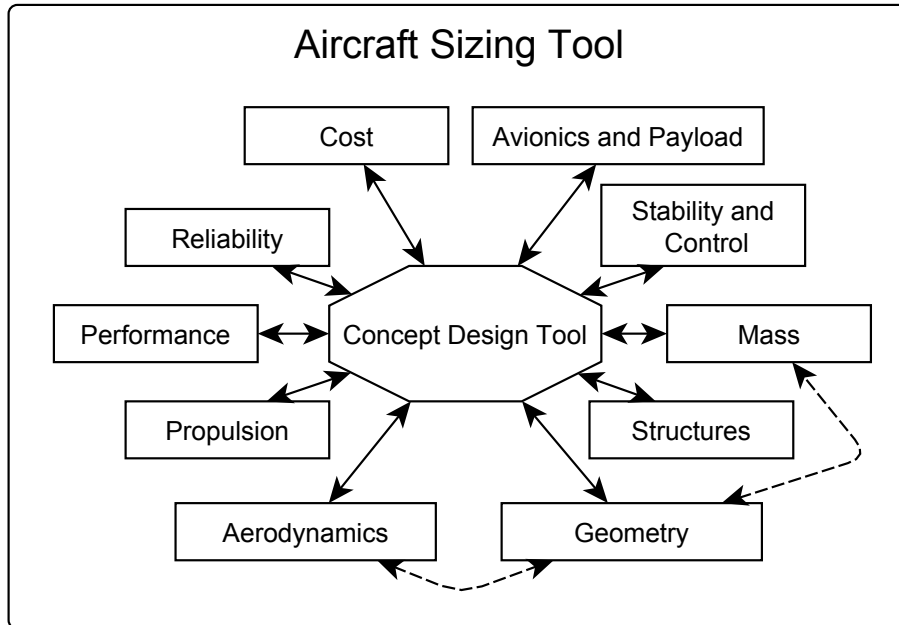 Aircraft Sizing Tool
Cost
Avionics and Payload
Reliability
Stability and
Control
Performance
Concept Design Tool
Mass
Propulsion
Structures
Aerodynamics
Geometry